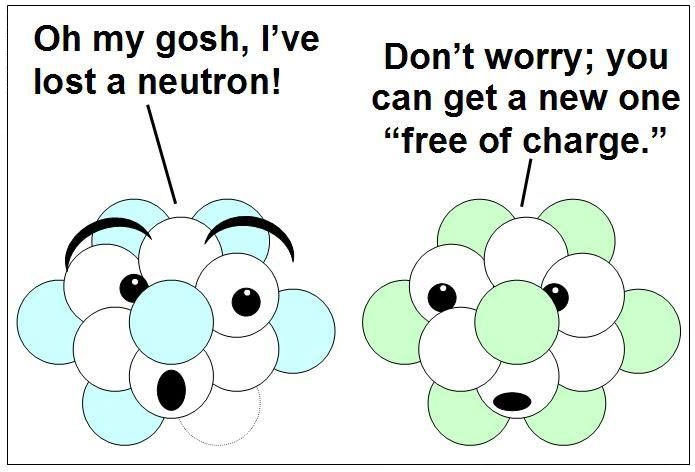 Oh my gosh, I’ve
lost a neutron!
Don’t worry; you
can get a new one
“free of charge.”